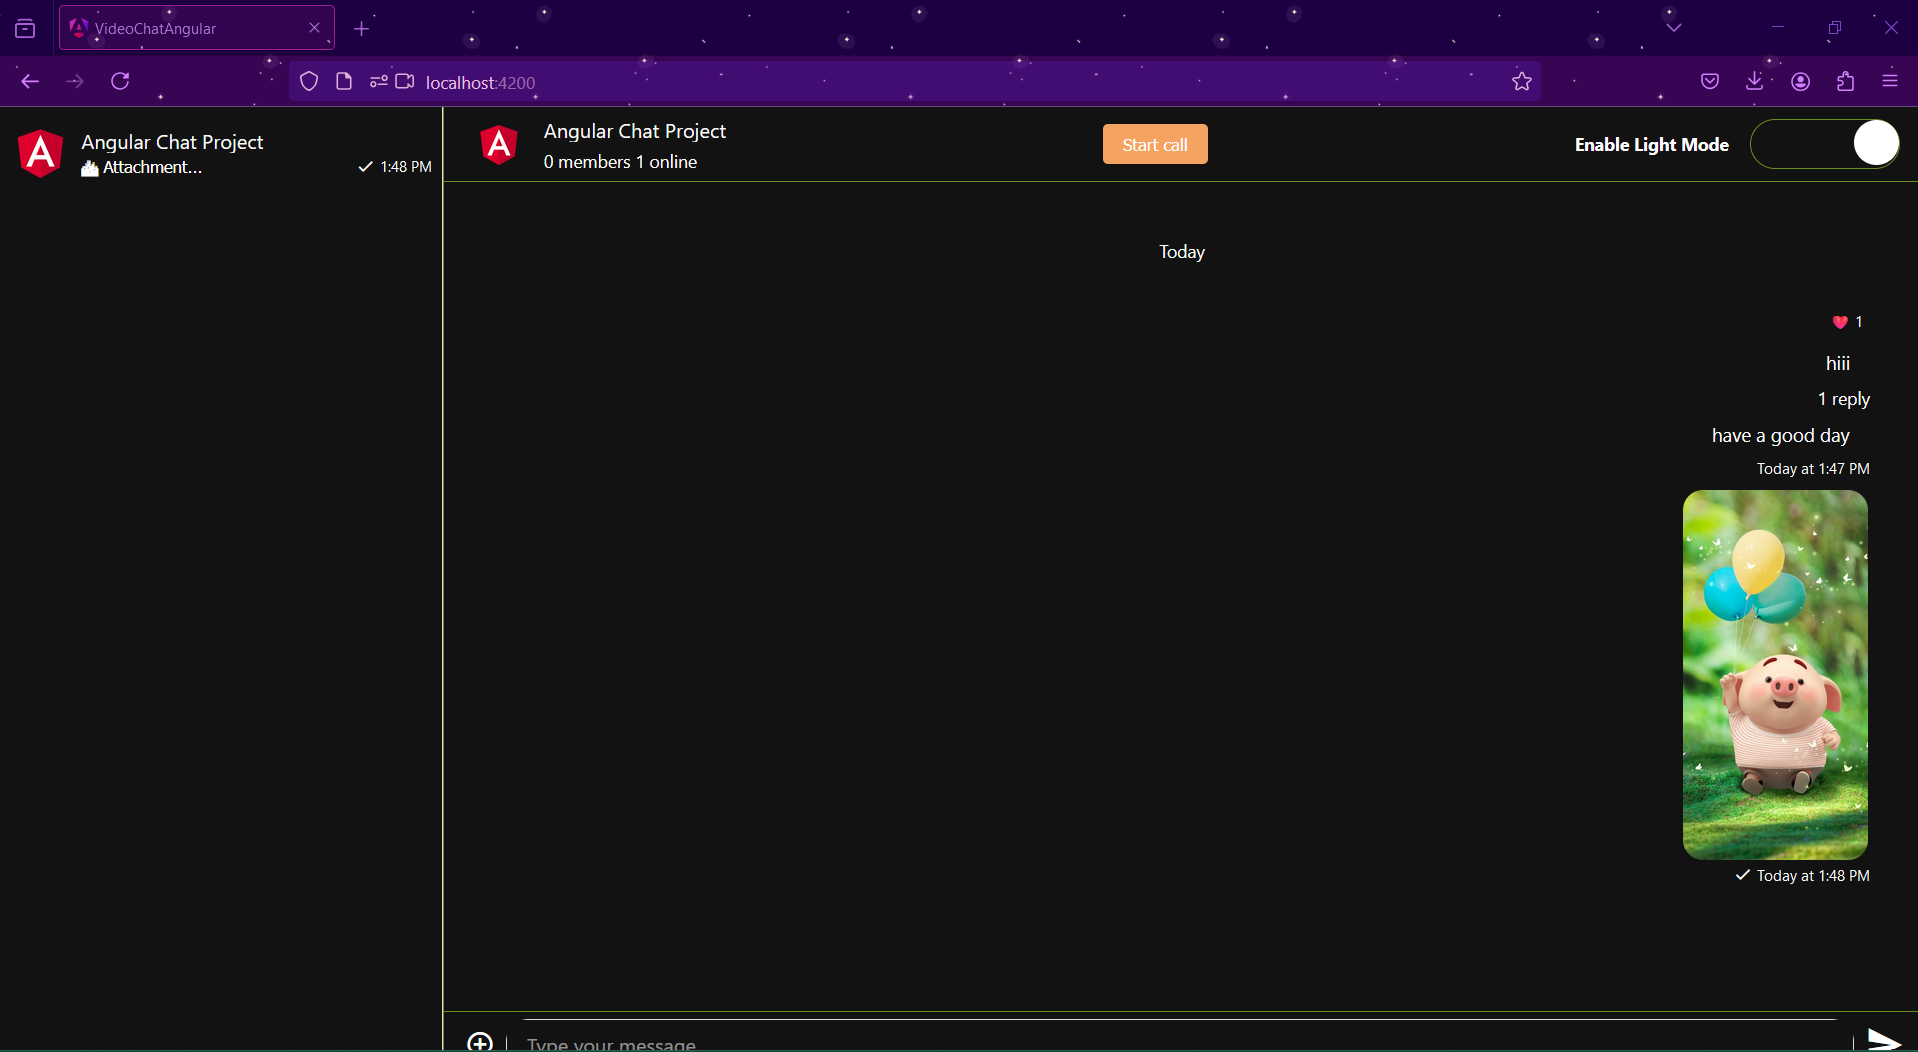 VideoChatAngular
localhost:4200
Angular Chat Project
Attachment...
1:48 PM
Angular Chat Project
0 members 1 online
Start call
Enable Light Mode
Today
1
hiii
1 reply
have a good day
Today at 1:47 PM
Today at 1:48 PM
Type your message